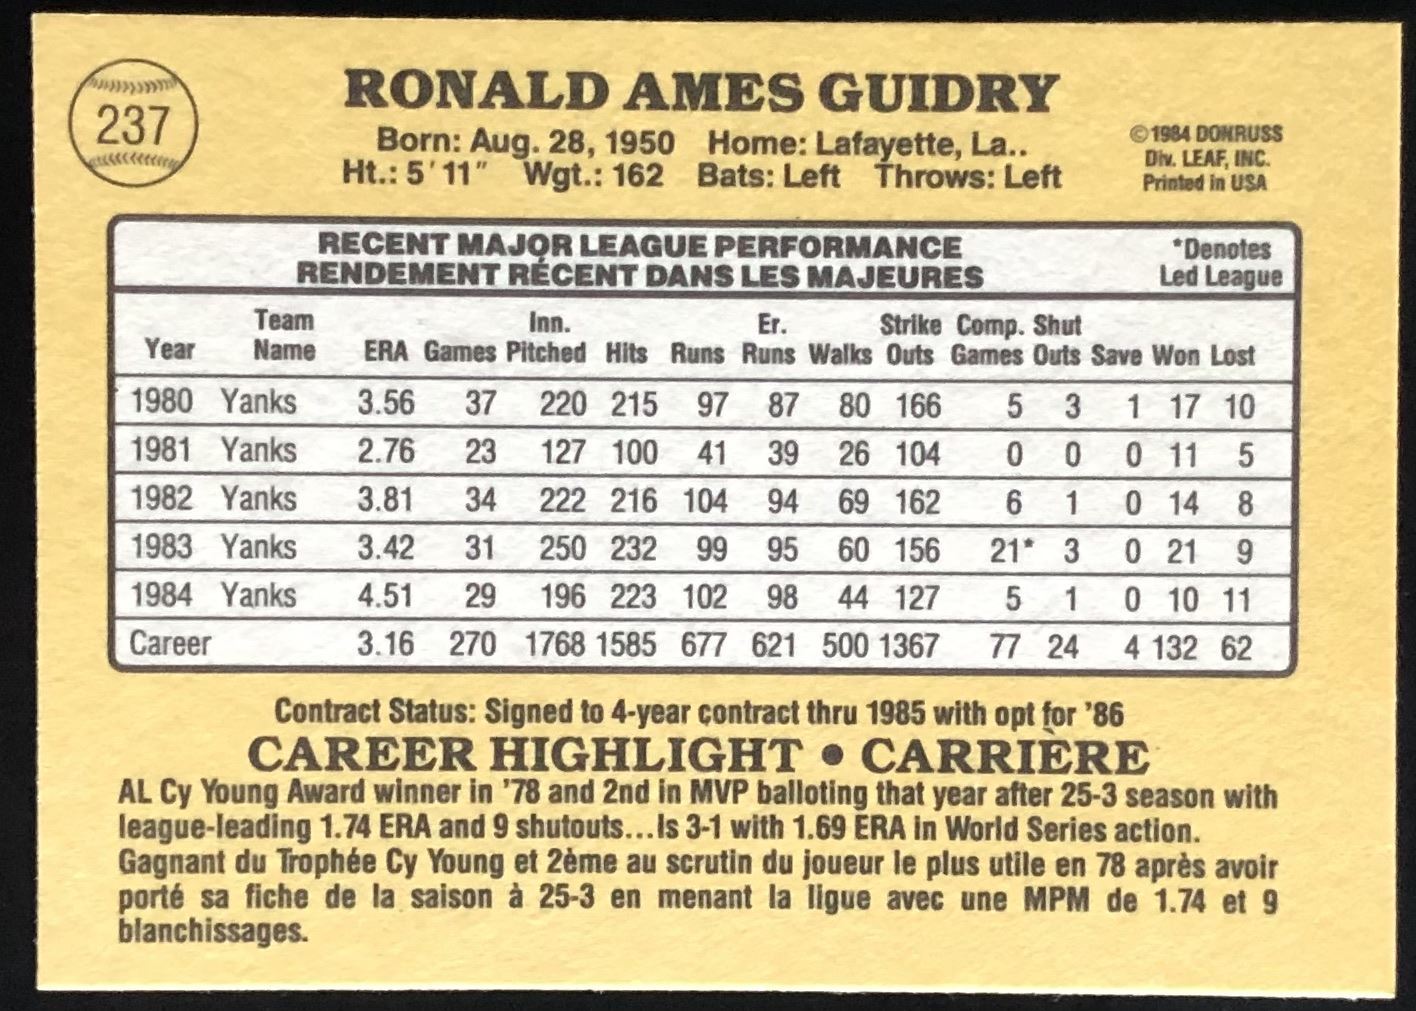 237
RONALD AMES GUIDRY
Born: Aug. 28, 1950 Home: Lafayette, La..
Ht.: 5'11" Wgt.: 162 Bats: Left Throws: Left
©1984 DONRUSS
Div. LEAF, INC.
Printed in USA
RECENT MAJOR LEAGUE PERFORMANCE
RENDEMENT RÉCENT DANS LES MAJEURES
*Denotes
Led League
Year Team Name ERA Games Inn. Pitched Hits Runs Er. Runs Walks Strike Outs Comp. Games Shut Outs Save Won Lost
1980 Yanks 3.56 37 220 215 97 87 80 166 5 3 1 17 10
1981 Yanks 2.76 23 127 100 41 39 26 104 0 0 0 11 5
1982 Yanks 3.81 34 222 216 104 94 69 162 6 1 0 14 8
1983 Yanks 3.42 31 250 232 99 95 60 156 21* 3 0 21 9
1984 Yanks 4.51 29 196 223 102 98 44 127 5 1 0 10 11
Career 3.16 270 1768 1585 677 621 500 1367 77 24 4 132 62
Contract Status: Signed to 4-year contract thru 1985 with opt for '86
CAREER HIGHLIGHT • CARRIÈRE
AL Cy Young Award winner in '78 and 2nd in MVP balloting that year after 25-3 season with
league-leading 1.74 ERA and 9 shutouts...Is 3-1 with 1.69 ERA in World Series action.
Gagnant du Trophée Cy Young et 2ème au scrutin du joueur le plus utile en 78 après avoir
porté sa fiche de la saison à 25-3 en menant la ligue avec une MPM de 1.74 et 9
blanchissages.